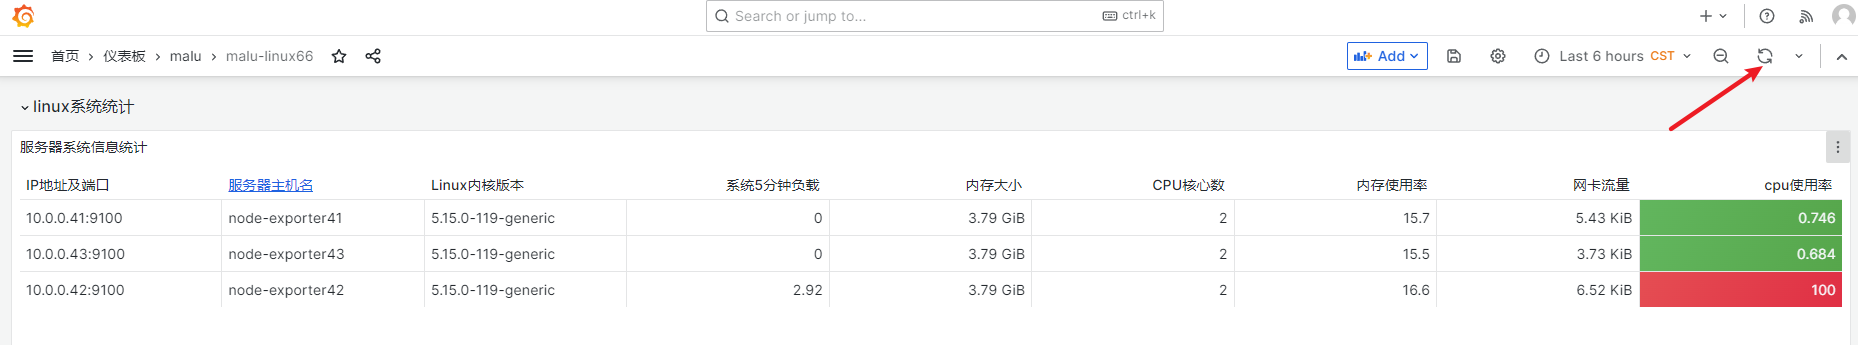 Search or jump to... ctrl+k
首页 > 仪表板 > malu > malu-linux66 Add Last 6 hours CST
linux系统统计
服务器系统信息统计
IP地址及端口 服务器主机名 Linux内核版本 系统5分钟负载 内存大小 CPU核心数 内存使用率 网卡流量 cpu使用率
10.0.0.41:9100 node-exporter41 5.15.0-119-generic 0 3.79 GiB 2 15.7 5.43 KiB 0.746
10.0.0.43:9100 node-exporter43 5.15.0-119-generic 0 3.79 GiB 2 15.5 3.73 KiB 0.684
10.0.0.42:9100 node-exporter42 5.15.0-119-generic 2.92 3.79 GiB 2 16.6 6.52 KiB 100